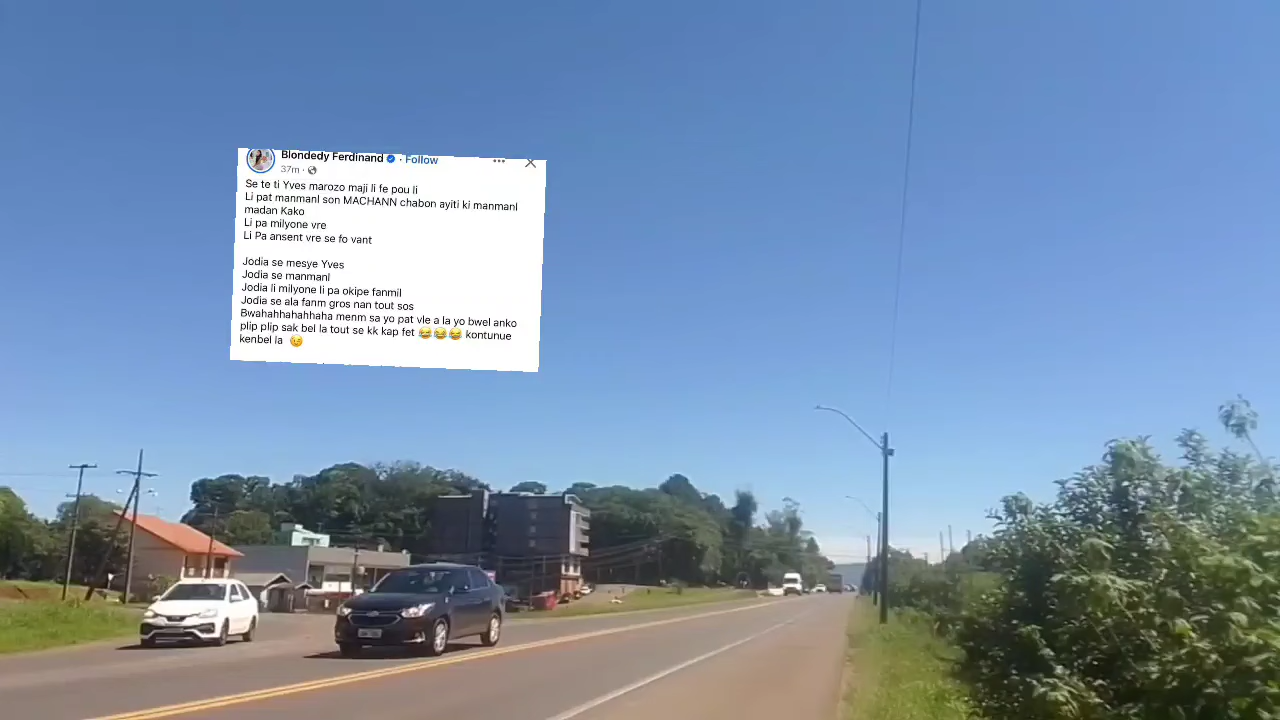 Blondedy Ferdinand · Follow
37m ·
Se te ti Yves marozo maji li fe pou li
Li pat manmanl son MACHANN chabon ayiti ki manmanl
madan Kako
Li pa milyone vre
Li Pa ansent vre se fo vant
Jodia se mesye Yves
Jodia se manmanl
Jodia li milyone li pa okipe fanmil
Jodia se ala fanm gros nan tout sos
Bwahahhahahhaha menm sa yo pat vle a la yo bwel anko
plip plip sak bel la tout se kk kap fet 😂😂😂 kontunue
kenbel la 😉